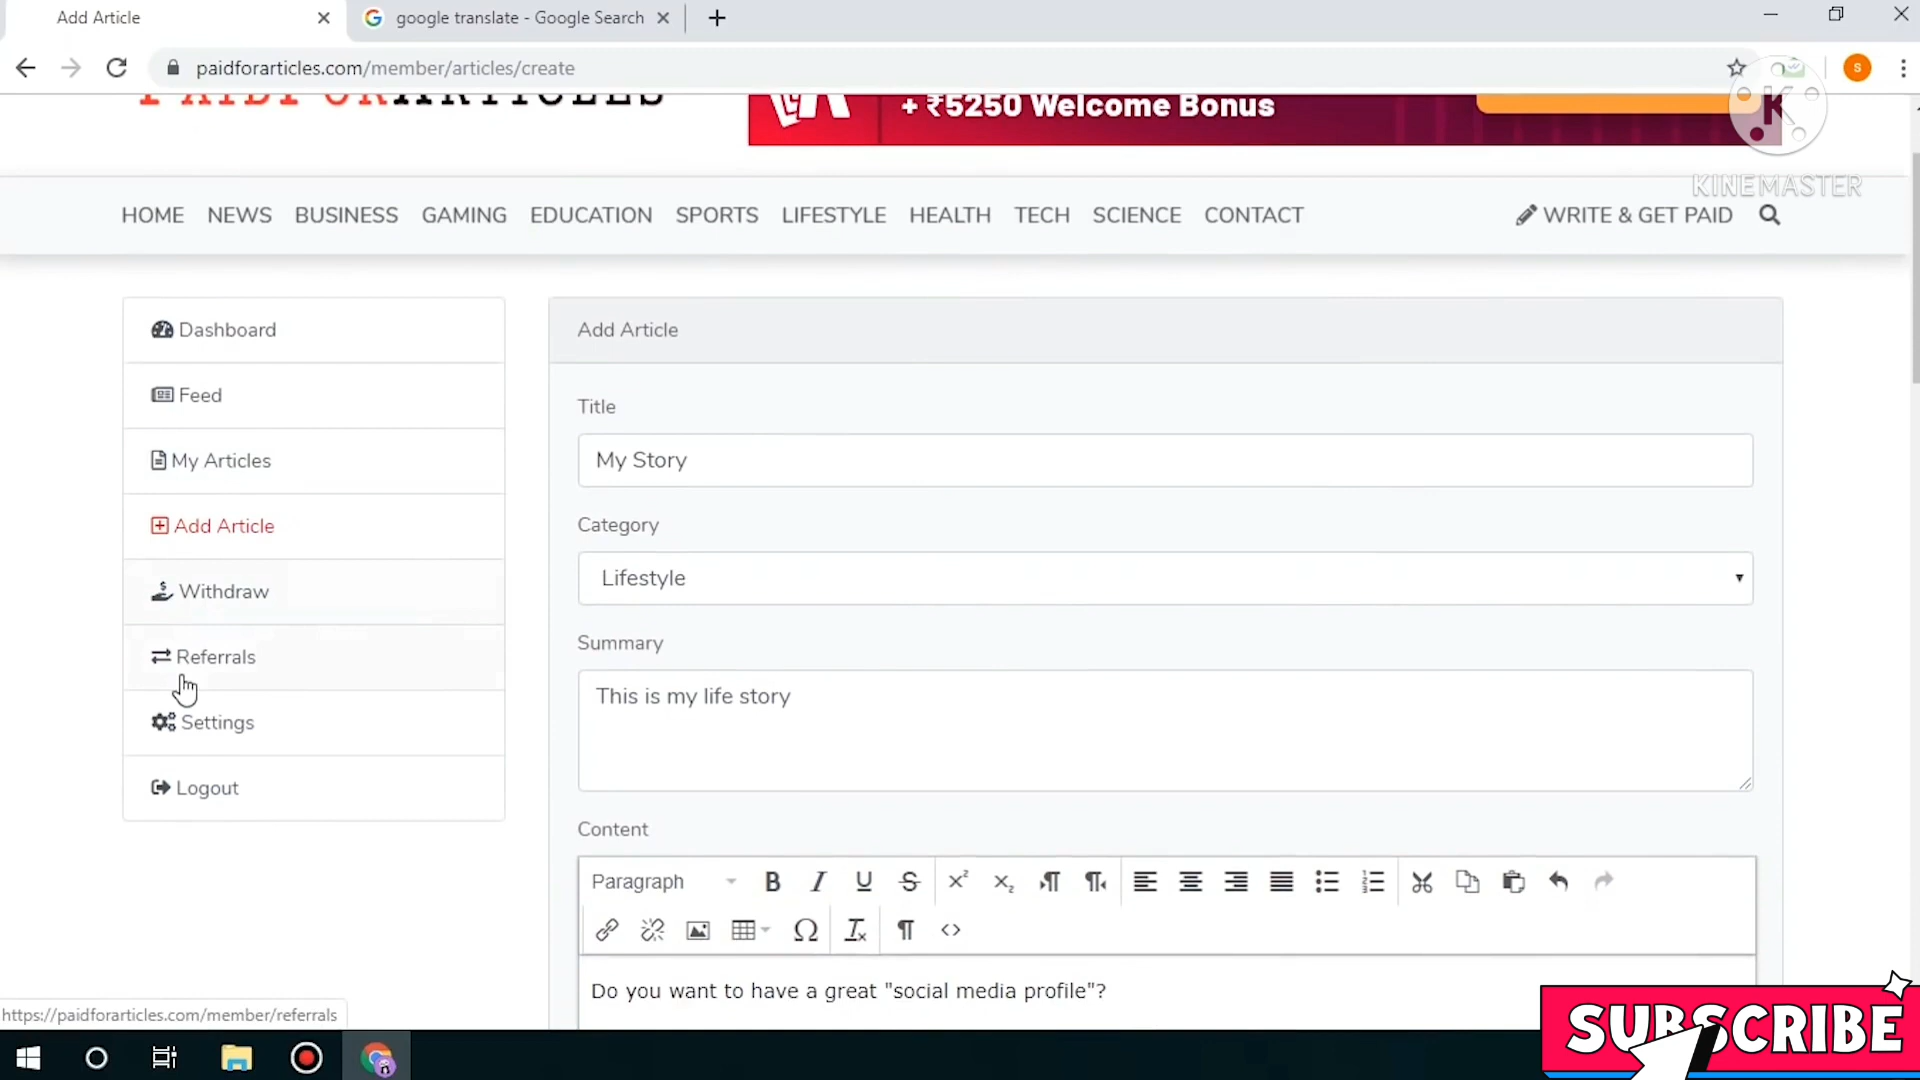 Add Article
google translate - Google Search
paidforarticles.com/member/articles/create
S
PAIDFORARTICLES
+ ₹5250 Welcome Bonus
K
KINEMASTER
HOME NEWS BUSINESS GAMING EDUCATION SPORTS LIFESTYLE HEALTH TECH SCIENCE CONTACT WRITE & GET PAID
Dashboard
Feed
My Articles
Add Article
Withdraw
Referrals
Settings
Logout
Add Article
Title
My Story
Category
Lifestyle
Summary
This is my life story
Content
Paragraph
Do you want to have a great "social media profile"?
https://paidforarticles.com/member/referrals
SUBSCRIBE